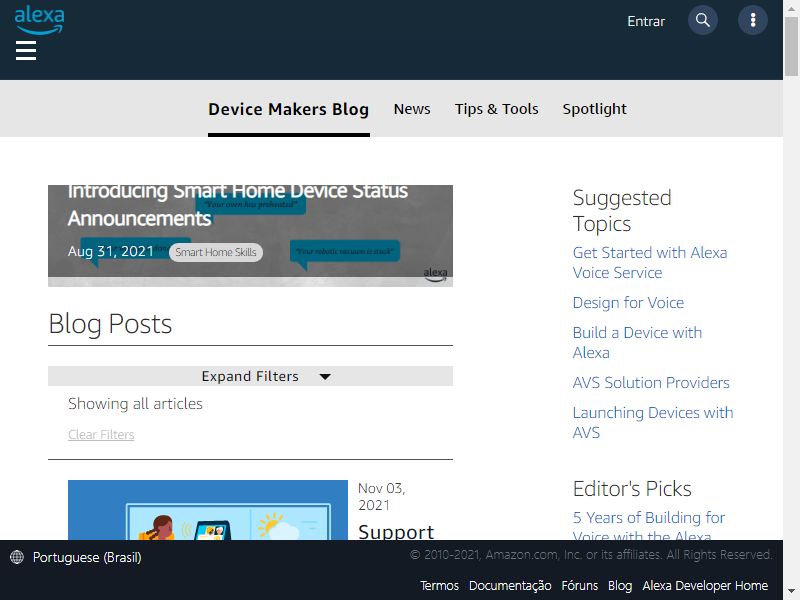 alexa
Entrar
Device Makers Blog News Tips & Tools Spotlight
Introducing Smart Home Device Status
Announcements
"Your oven has preheated"
Aug 31, 2021 Smart Home Skills
"Your robotic vacuum is stuck"
alexa
Blog Posts
Expand Filters
Showing all articles
Clear Filters
Nov 03,
2021
Support
Suggested
Topics
Get Started with Alexa
Voice Service
Design for Voice
Build a Device with
Alexa
AVS Solution Providers
Launching Devices with
AVS
Editor's Picks
5 Years of Building for
Voice with the Alexa
Portuguese (Brasil)
© 2010-2021, Amazon.com, Inc. or its affiliates. All Rights Reserved.
Termos Documentação Fóruns Blog Alexa Developer Home